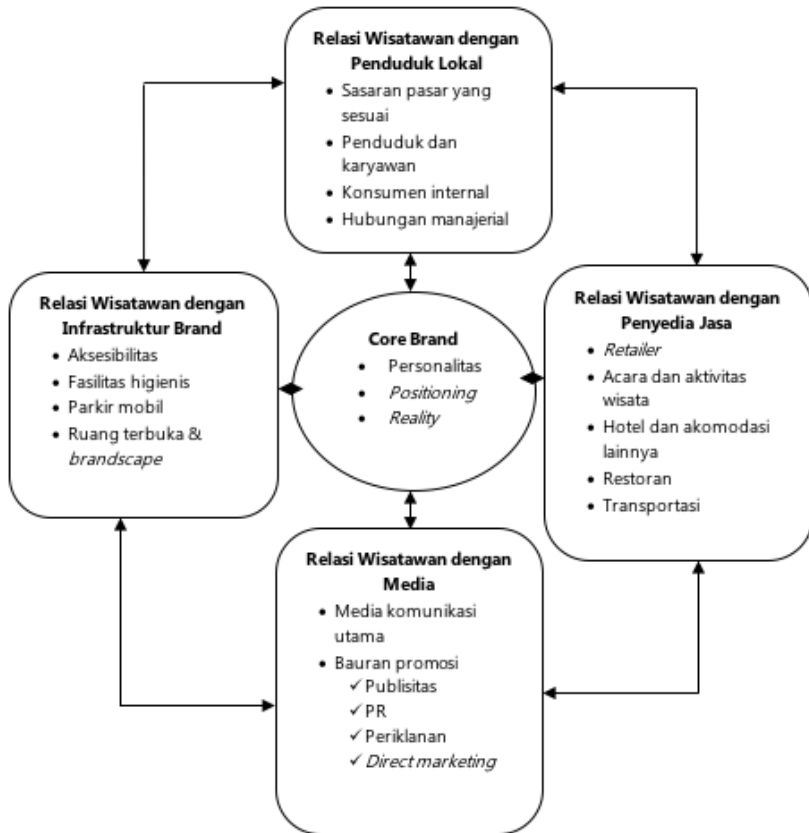 Relasi Wisatawan dengan
Penduduk Lokal
• Sasaran pasar yang
sesuai
• Penduduk dan
karyawan
• Konsumen internal
• Hubungan manajerial
Relasi Wisatawan dengan
Infrastruktur Brand
• Aksesibilitas
• Fasilitas higienis
• Parkir mobil
• Ruang terbuka &
brandscape
Core Brand
• Personalitas
• Positioning
• Reality
Relasi Wisatawan dengan
Penyedia Jasa
• Retailer
• Acara dan aktivitas
wisata
• Hotel dan akomodasi
lainnya
• Restoran
• Transportasi
Relasi Wisatawan dengan
Media
• Media komunikasi
utama
• Bauran promosi
✓ Publisitas
✓ PR
✓ Periklanan
✓ Direct marketing